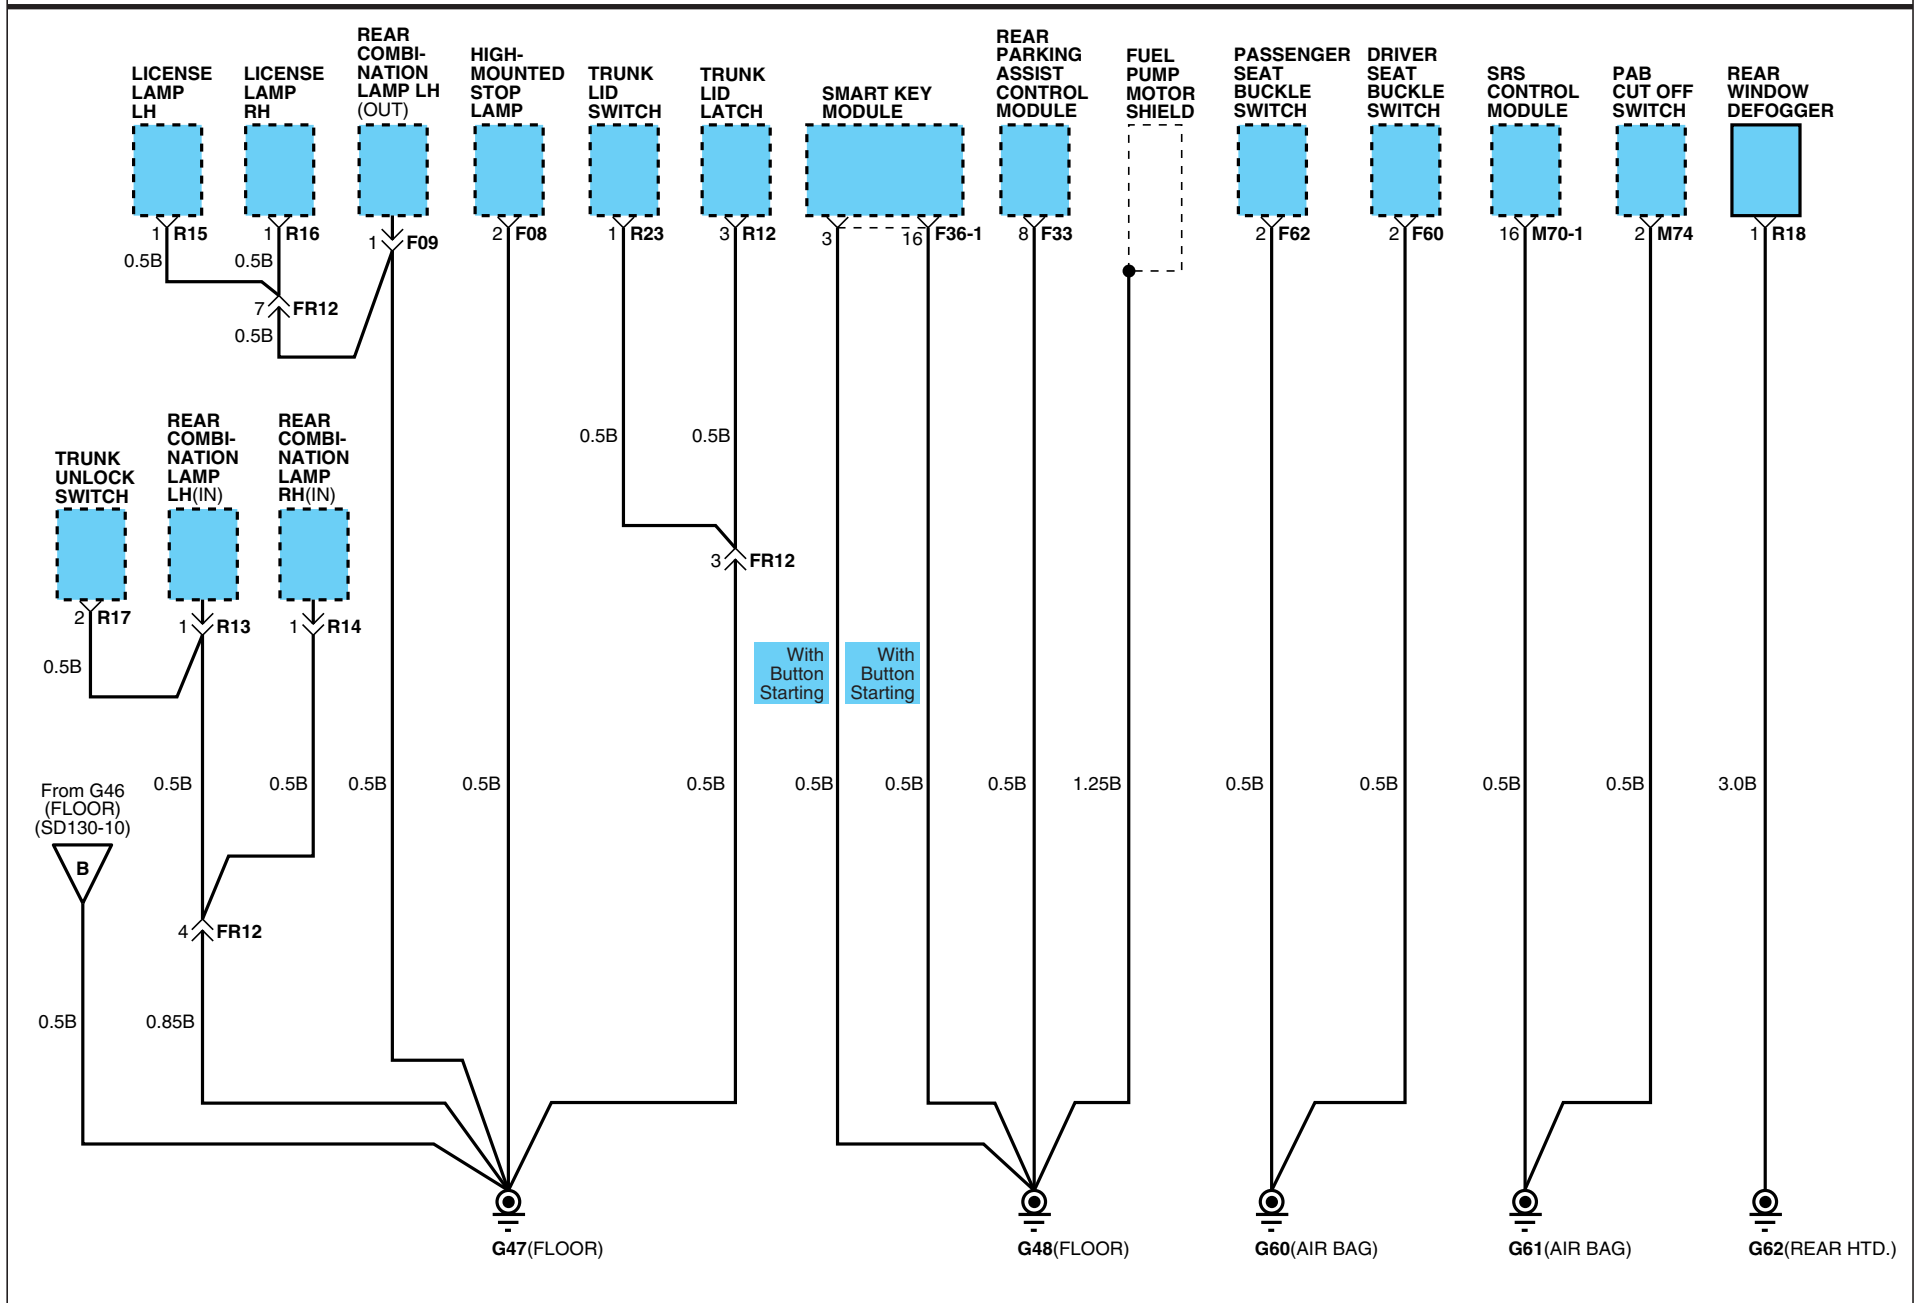 LICENSE
LAMP
LH
LICENSE
LAMP
RH
REAR
COMBI-
NATION
LAMP LH
(OUT)
HIGH-
MOUNTED
STOP
LAMP
TRUNK
LID
SWITCH
TRUNK
LID
LATCH
SMART KEY
MODULE
REAR
PARKING
ASSIST
CONTROL
MODULE
FUEL
PUMP
MOTOR
SHIELD
PASSENGER
SEAT
BUCKLE
SWITCH
DRIVER
SEAT
BUCKLE
SWITCH
SRS
CONTROL
MODULE
PAB
CUT OFF
SWITCH
REAR
WINDOW
DEFOGGER
1 R15
1 R16
1 F09
2 F08
1 R23
3 R12
3
16 F36-1
8 F33
2 F62
2 F60
16 M70-1
2 M74
1 R18
0.5B
0.5B
7 FR12
0.5B
TRUNK
UNLOCK
SWITCH
REAR
COMBI-
NATION
LAMP
LH(IN)
REAR
COMBI-
NATION
LAMP
RH(IN)
0.5B
0.5B
3 FR12
2 R17
1 R13
1 R14
0.5B
With
Button
Starting
With
Button
Starting
From G46
(FLOOR)
(SD130-10)
B
0.5B
0.5B
0.5B
0.5B
0.5B
0.5B
0.5B
0.5B
1.25B
0.5B
0.5B
0.5B
0.5B
3.0B
4 FR12
0.5B
0.85B
G47(FLOOR)
G48(FLOOR)
G60(AIR BAG)
G61(AIR BAG)
G62(REAR HTD.)